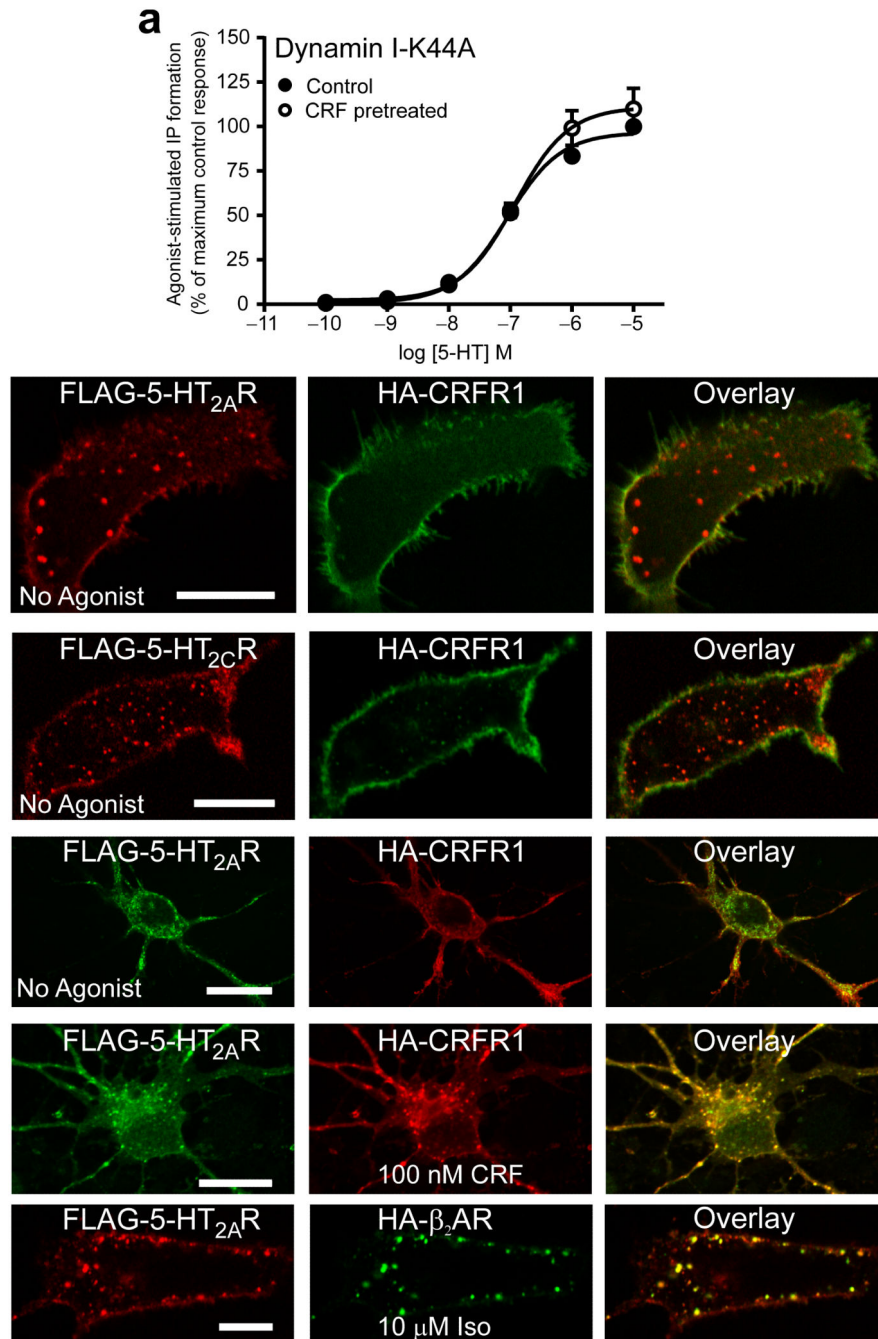 a
Dynamin I-K44A
Control
CRF pretreated
Agonist-stimulated IP formation
(% of maximum control response)
150
125
100
75
50
25
0
–11 –10 –9 –8 –7 –6 –5
log [5-HT] M
FLAG-5-HT2AR HA-CRFR1 Overlay
No Agonist
FLAG-5-HT2CR HA-CRFR1 Overlay
No Agonist
FLAG-5-HT2AR HA-CRFR1 Overlay
No Agonist
FLAG-5-HT2AR HA-CRFR1 Overlay
100 nM CRF
FLAG-5-HT2AR HA-β2AR Overlay
10 µM Iso